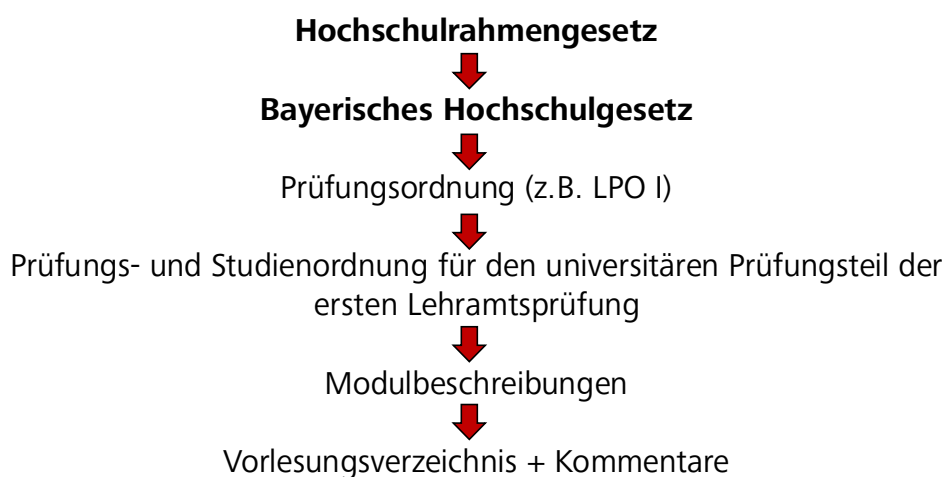 Hochschulrahmengesetz
Bayerisches Hochschulgesetz
Prüfungsordnung (z.B. LPO I)
Prüfungs- und Studienordnung für den universitären Prüfungsteil der
ersten Lehramtsprüfung
Modulbeschreibungen
Vorlesungsverzeichnis + Kommentare